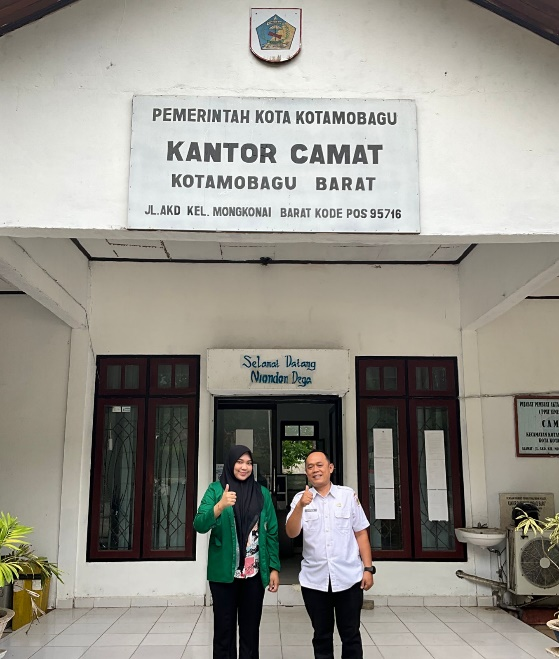 PEMERINTAH KOTA KOTAMOBAGU
KANTOR CAMAT
KOTAMOBAGU BARAT
JL.AKD KEL. MONGKONAI BARAT KODE POS 95716
Selamat Datang
Niondon Dega
CAM